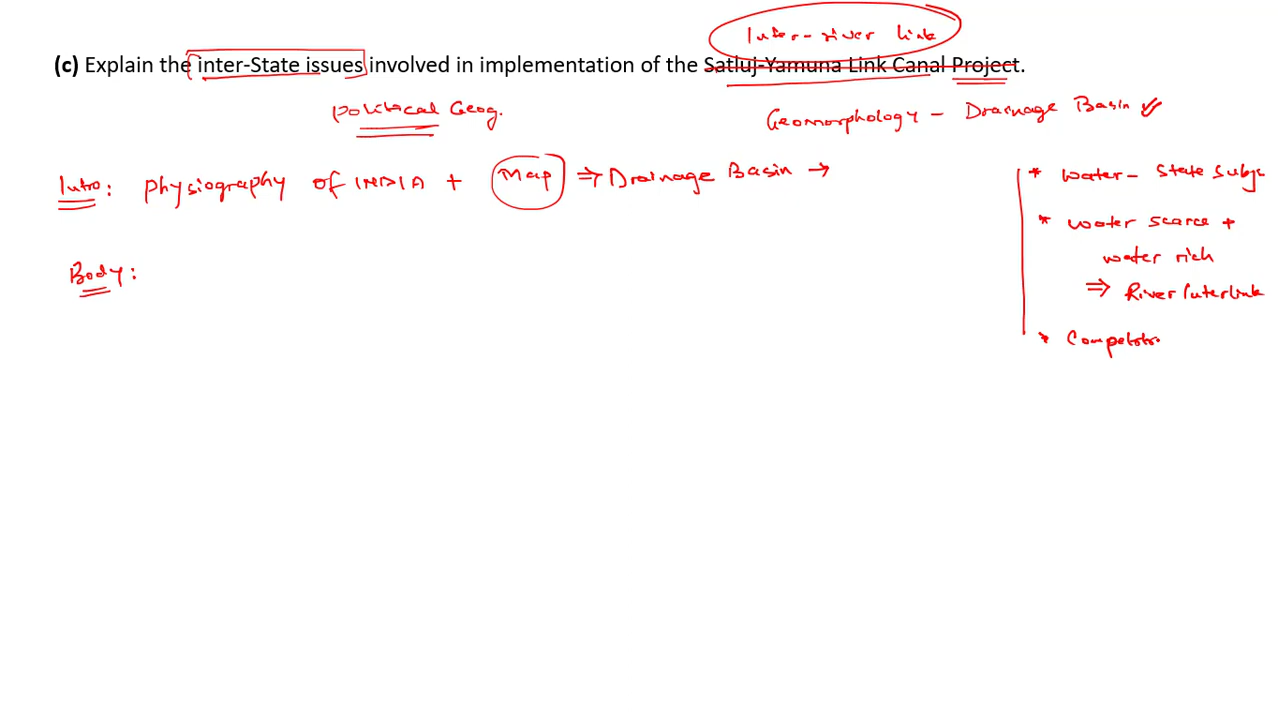 Inter-river link
(c) Explain the inter-State issues involved in implementation of the Satluj-Yamuna Link Canal Project.
Political Geog.
Geomorphology - Drainage Basin ✓
Intro: Physiography of INDIA + Map ⇒ Drainage Basin →
* Water - State Subje
* Water scarce +
water rich
⇒ River Interlink
Body:
* Competito